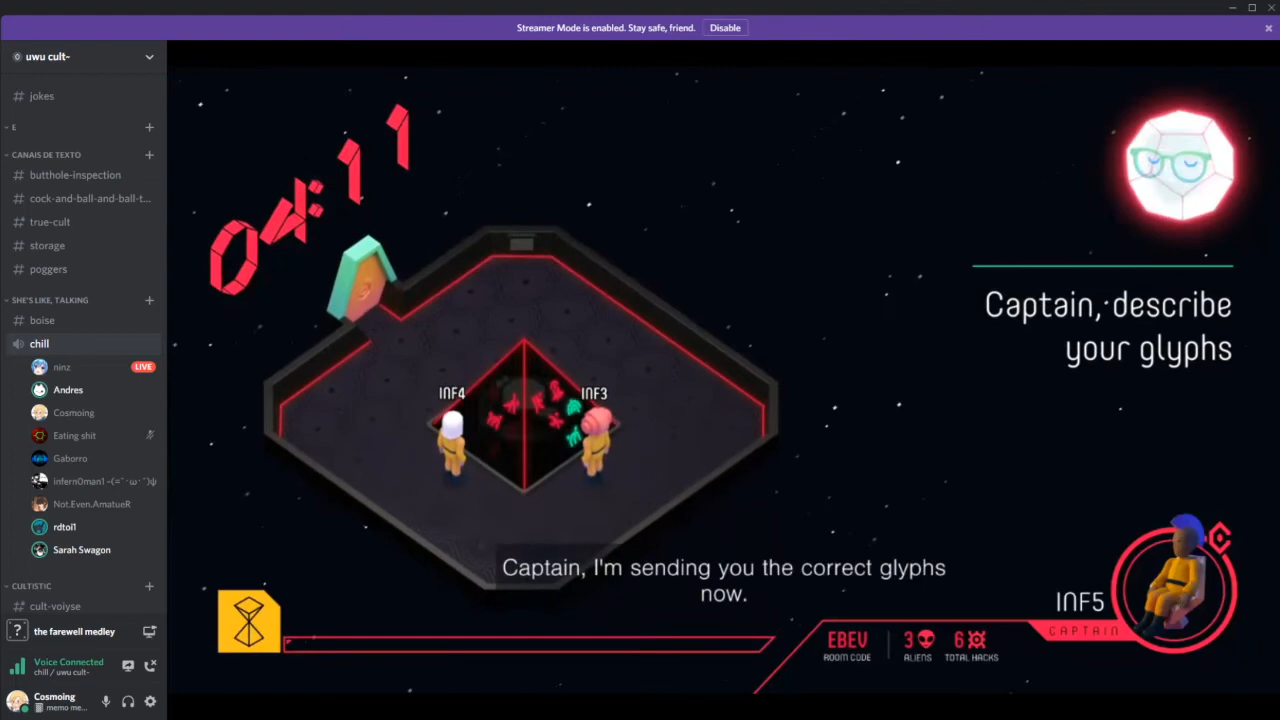 Streamer Mode is enabled. Stay safe, friend. Disable
uwu cult-
jokes
E
CANAIS DE TEXTO
butthole-inspection
cock-and-ball-and-ball-t...
true-cult
storage
poggers
SHE'S LIKE, TALKING
boise
chill
ninz LIVE
Andres
Cosmoing
Eating shit
Gaborro
infern0man1 ~(=^･ω･^)ψ
Not.Even.AmatueR
rdtoi1
Sarah Swagon
CULTISTIC
cult-voiyse
the farewell medley
Voice Connected
chill / uwu cult-
Cosmoing
memo me...
04:11
INF4
INF3
Captain, describe
your glyphs
Captain, I'm sending you the correct glyphs
now.
EBEV
ROOM CODE
3
ALIENS
6
TOTAL HACKS
INF5
CAPTAIN